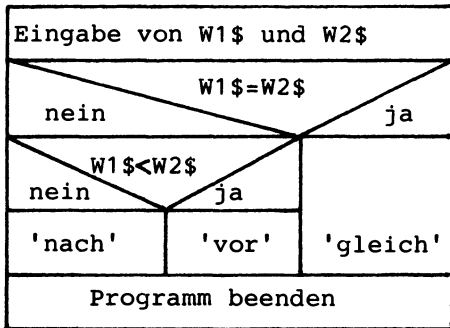 Eingabe von W1$ und W2$
W1$=W2$
nein ja
W1$<W2$
nein ja
'nach' 'vor' 'gleich'
Programm beenden